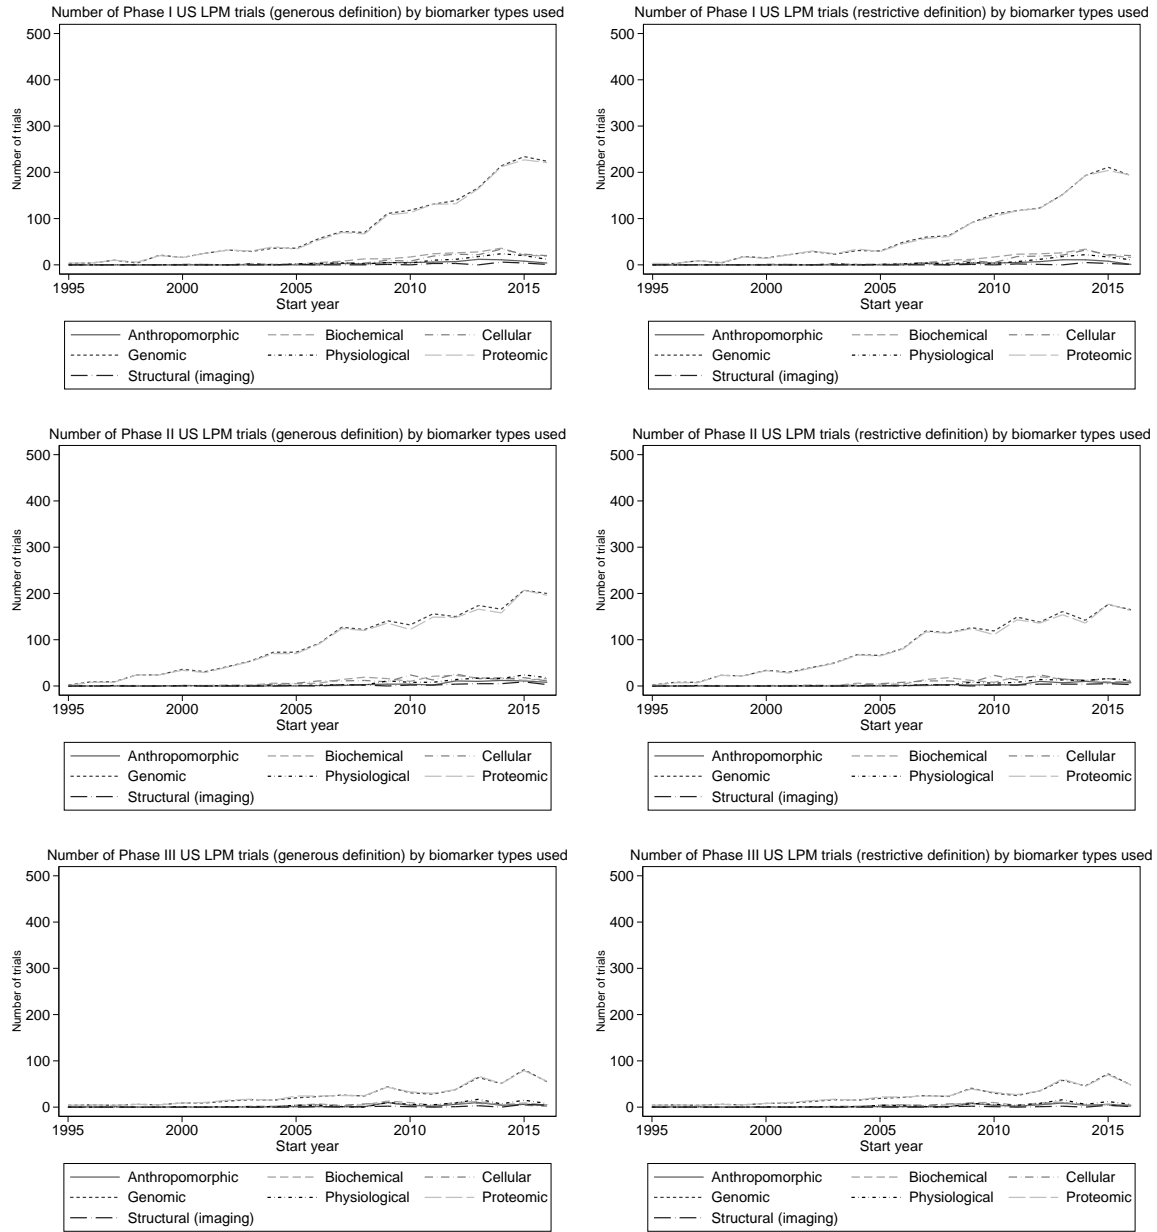 Number of Phase I US LPM trials (generous definition) by biomarker types used
500
400
300
200
100
0
Number of trials
1995 2000 2005 2010 2015
Start year
Anthropomorphic Biochemical Cellular
Genomic Physiological Proteomic
Structural (imaging)
Number of Phase I US LPM trials (restrictive definition) by biomarker types used
500
400
300
200
100
0
Number of trials
1995 2000 2005 2010 2015
Start year
Anthropomorphic Biochemical Cellular
Genomic Physiological Proteomic
Structural (imaging)
Number of Phase II US LPM trials (generous definition) by biomarker types used
500
400
300
200
100
0
Number of trials
1995 2000 2005 2010 2015
Start year
Anthropomorphic Biochemical Cellular
Genomic Physiological Proteomic
Structural (imaging)
Number of Phase II US LPM trials (restrictive definition) by biomarker types used
500
400
300
200
100
0
Number of trials
1995 2000 2005 2010 2015
Start year
Anthropomorphic Biochemical Cellular
Genomic Physiological Proteomic
Structural (imaging)
Number of Phase III US LPM trials (generous definition) by biomarker types used
500
400
300
200
100
0
Number of trials
1995 2000 2005 2010 2015
Start year
Anthropomorphic Biochemical Cellular
Genomic Physiological Proteomic
Structural (imaging)
Number of Phase III US LPM trials (restrictive definition) by biomarker types used
500
400
300
200
100
0
Number of trials
1995 2000 2005 2010 2015
Start year
Anthropomorphic Biochemical Cellular
Genomic Physiological Proteomic
Structural (imaging)